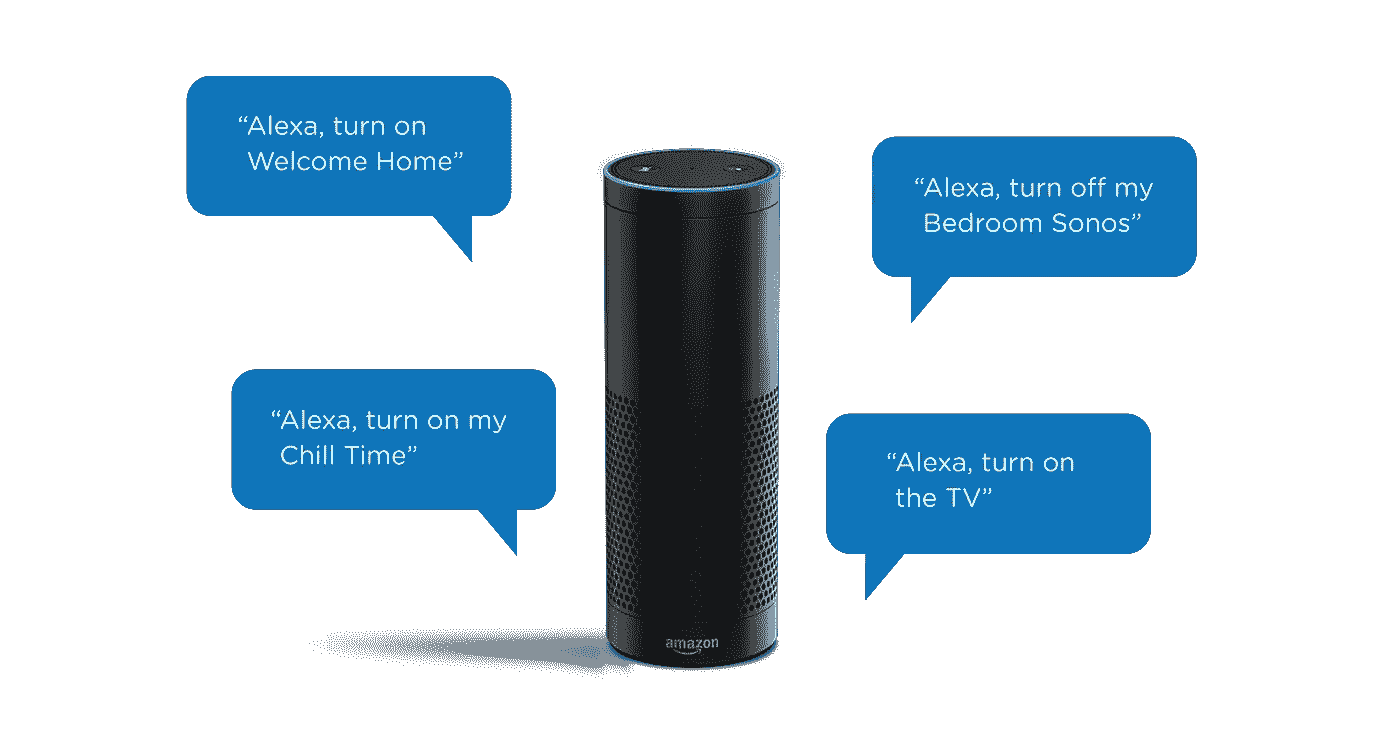 “Alexa, turn on
Welcome Home”
“Alexa, turn off my
Bedroom Sonos”
“Alexa, turn on my
Chill Time”
“Alexa, turn on
the TV”
amazon